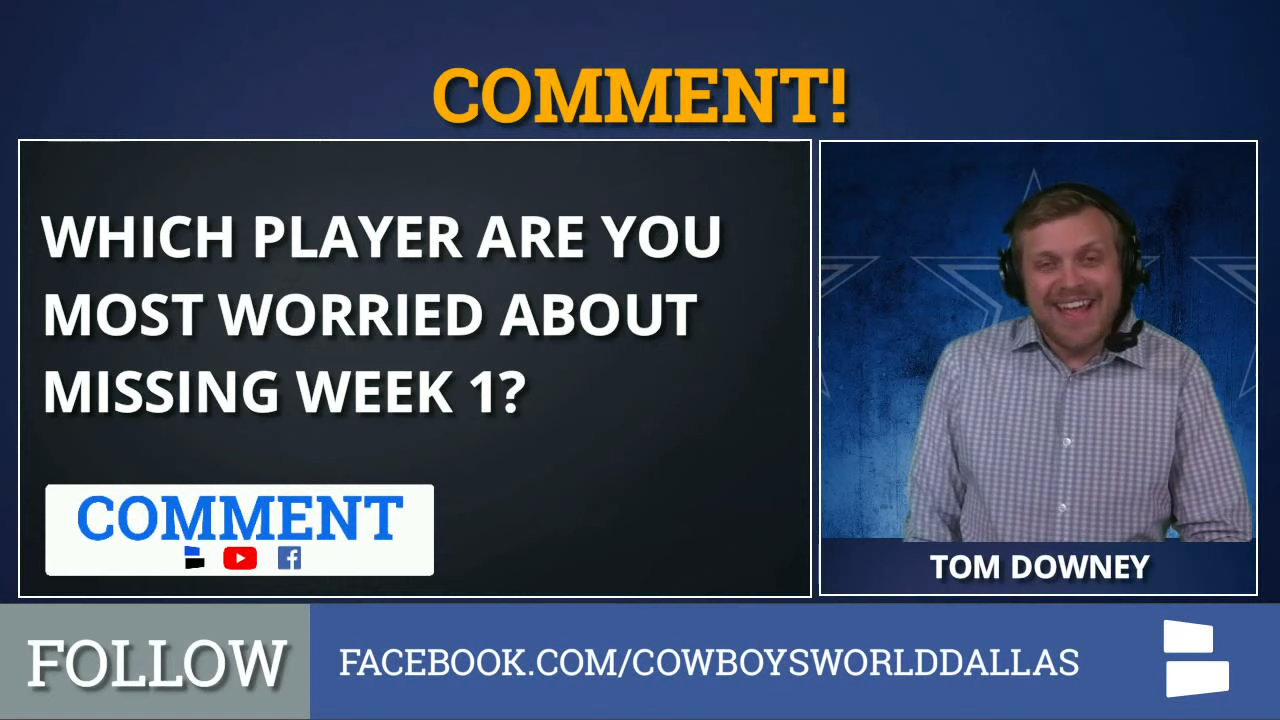 COMMENT!
WHICH PLAYER ARE YOU
MOST WORRIED ABOUT
MISSING WEEK 1?
COMMENT
TOM DOWNEY
FOLLOW
FACEBOOK.COM/COWBOYSWORLDDALLAS